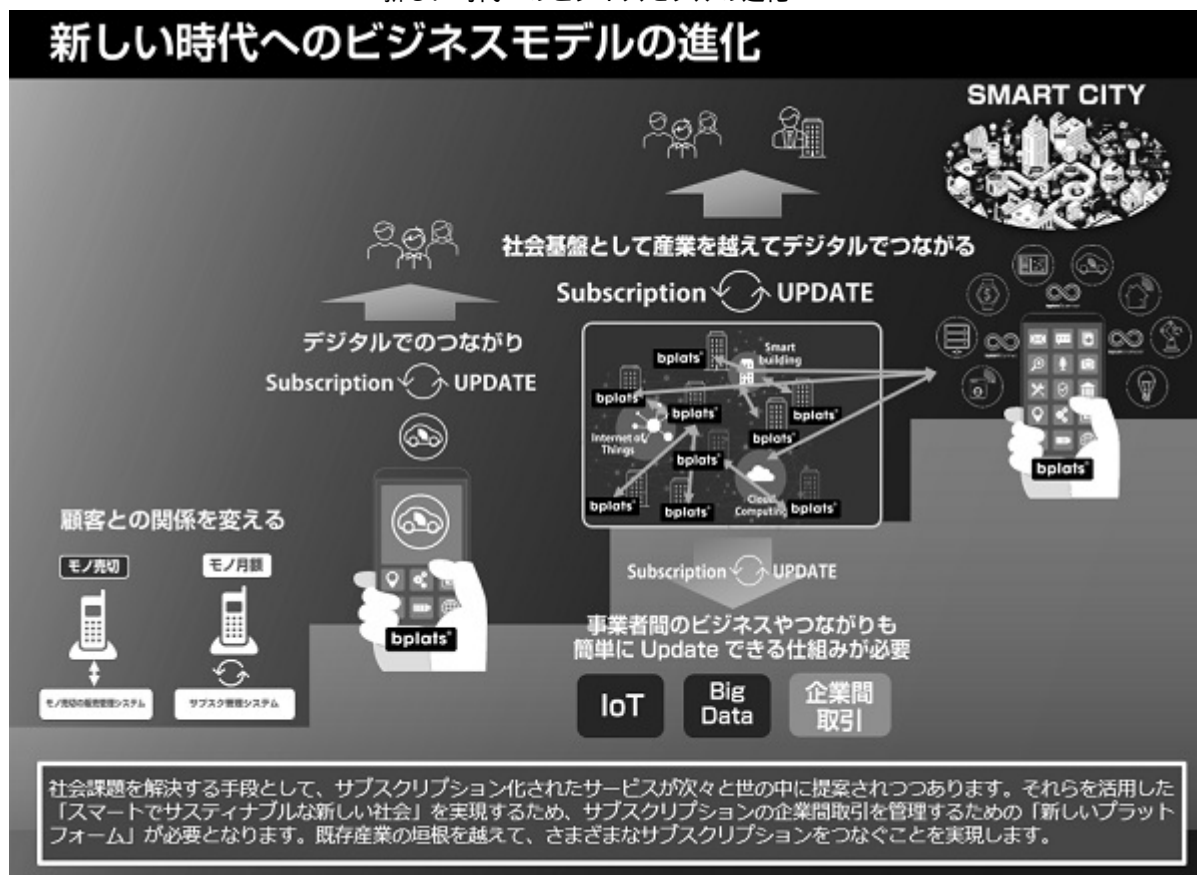 新しい時代へのビジネスモデルの進化
SMART CITY
社会基盤として産業を越えてデジタルでつながる
Subscription UPDATE
デジタルでのつながり
Subscription UPDATE
Smart building
bplats®
bplats®
bplats®
bplats®
bplats®
Internet of Things
bplats®
bplats®
bplats®
Cloud Computing
bplats®
bplats®
顧客との関係を変える
モノ売切
モノ月額
bplats®
モノ売切の販売管理システム
サブスク管理システム
Subscription UPDATE
事業者間のビジネスやつながりも
簡単に Update できる仕組みが必要
IoT
Big
Data
企業間
取引
社会課題を解決する手段として、サブスクリプション化されたサービスが次々と世の中に提案されつつあります。それらを活用した
「スマートでサスティナブルな新しい社会」を実現するため、サブスクリプションの企業間取引を管理するための「新しいプラット
フォーム」が必要となります。既存産業の垣根を越えて、さまざまなサブスクリプションをつなぐことを実現します。